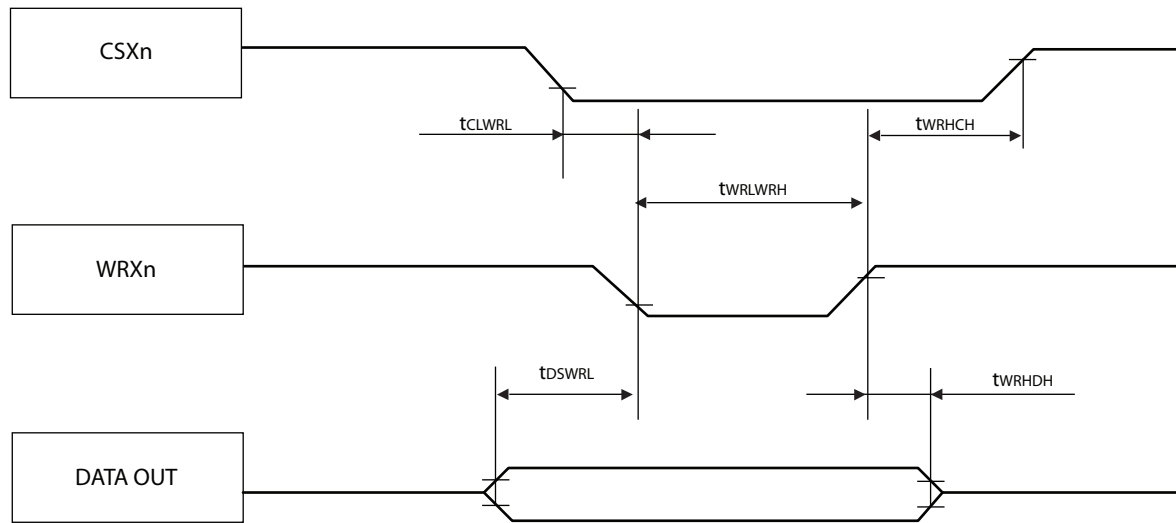 CSXn
tCLWRL
tWRHCH
tWRLWRH
WRXn
tDSWRL
tWRHDH
DATA OUT